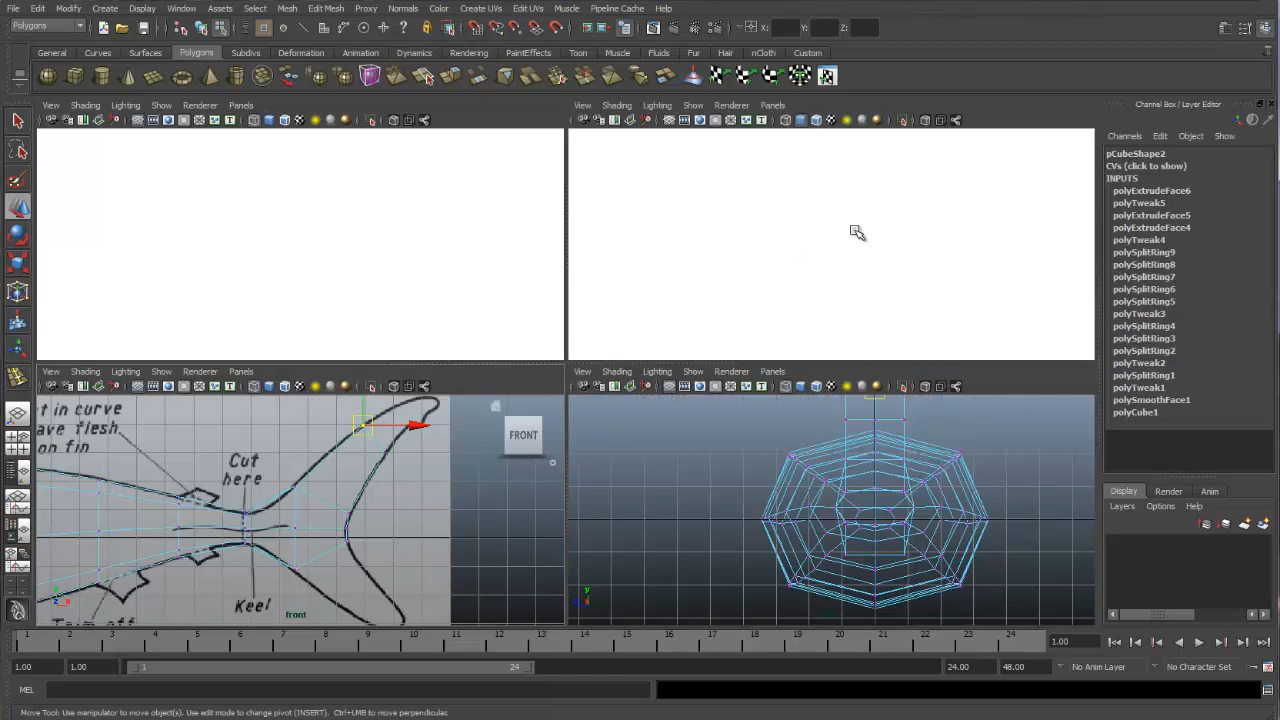 File Edit Modify Create Display Window Assets Select Mesh Edit Mesh Proxy Normals Color Create UVs Edit UVs Muscle Pipeline Cache Help
Polygons X: Y: Z:
General Curves Surfaces Polygons Subdivs Deformation Animation Dynamics Rendering PaintEffects Toon Muscle Fluids Fur Hair nCloth Custom
View Shading Lighting Show Renderer Panels
View Shading Lighting Show Renderer Panels
Channel Box / Layer Editor
Channels Edit Object Show
pCubeShape2
CVs (click to show)
INPUTS
polyExtrudeFace6
polyTweak5
polyExtrudeFace5
polyExtrudeFace4
polyTweak4
polySplitRing9
polySplitRing8
polySplitRing7
polySplitRing6
polySplitRing5
polyTweak3
polySplitRing4
polySplitRing3
polySplitRing2
polyTweak2
polySplitRing1
polyTweak1
polySmoothFace1
polyCube1
View Shading Lighting Show Renderer Panels
View Shading Lighting Show Renderer Panels
t in curve
ave flesh
on fin
Cut
here
Keel
FRONT
front
y
x
y
Display Render Anim
Layers Options Help
1 2 3 4 5 6 7 8 9 10 11 12 13 14 15 16 17 18 19 20 21 22 23 24 1.00
1.00 1.00 1 24 24.00 48.00 No Anim Layer No Character Set
MEL
Move Tool: Use manipulator to move object(s). Use edit mode to change pivot (INSERT). Ctrl+LMB to move perpendiculas